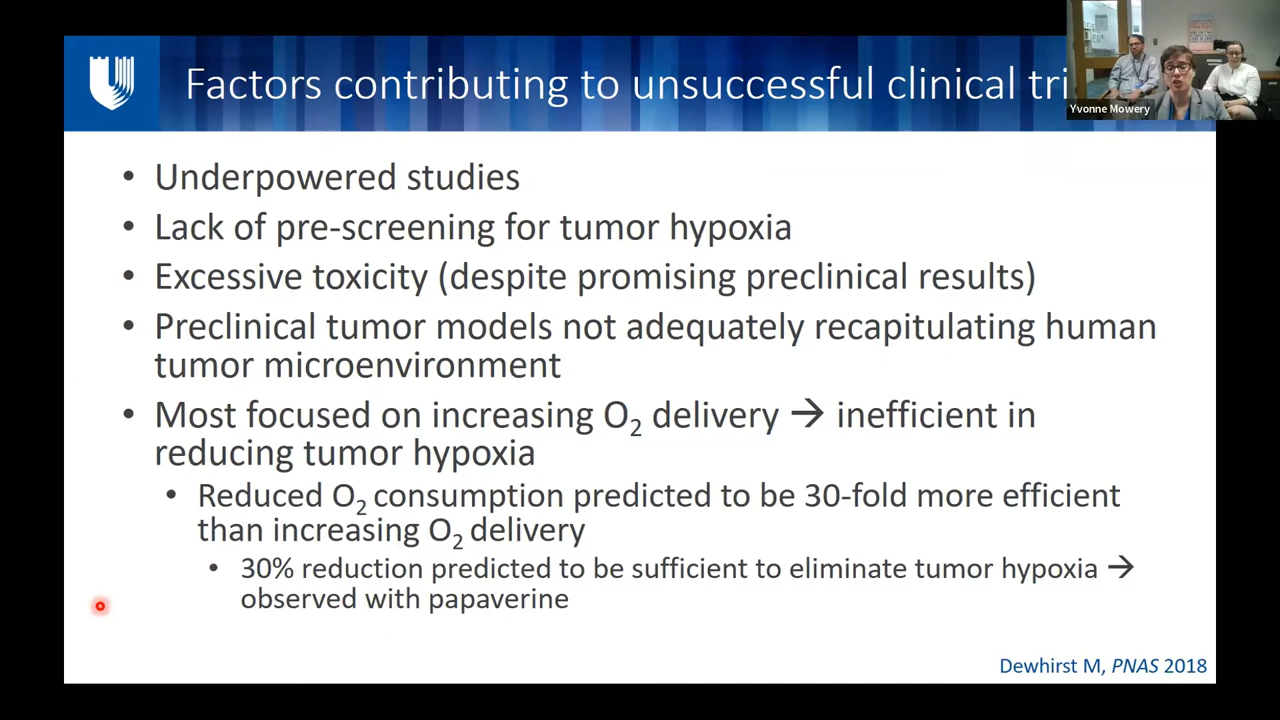 Factors contributing to unsuccessful clinical tri
Yvonne Mowery
• Underpowered studies
• Lack of pre-screening for tumor hypoxia
• Excessive toxicity (despite promising preclinical results)
• Preclinical tumor models not adequately recapitulating human
tumor microenvironment
• Most focused on increasing O₂ delivery → inefficient in
reducing tumor hypoxia
• Reduced O₂ consumption predicted to be 30-fold more efficient
than increasing O₂ delivery
• 30% reduction predicted to be sufficient to eliminate tumor hypoxia →
observed with papaverine
Dewhirst M, PNAS 2018